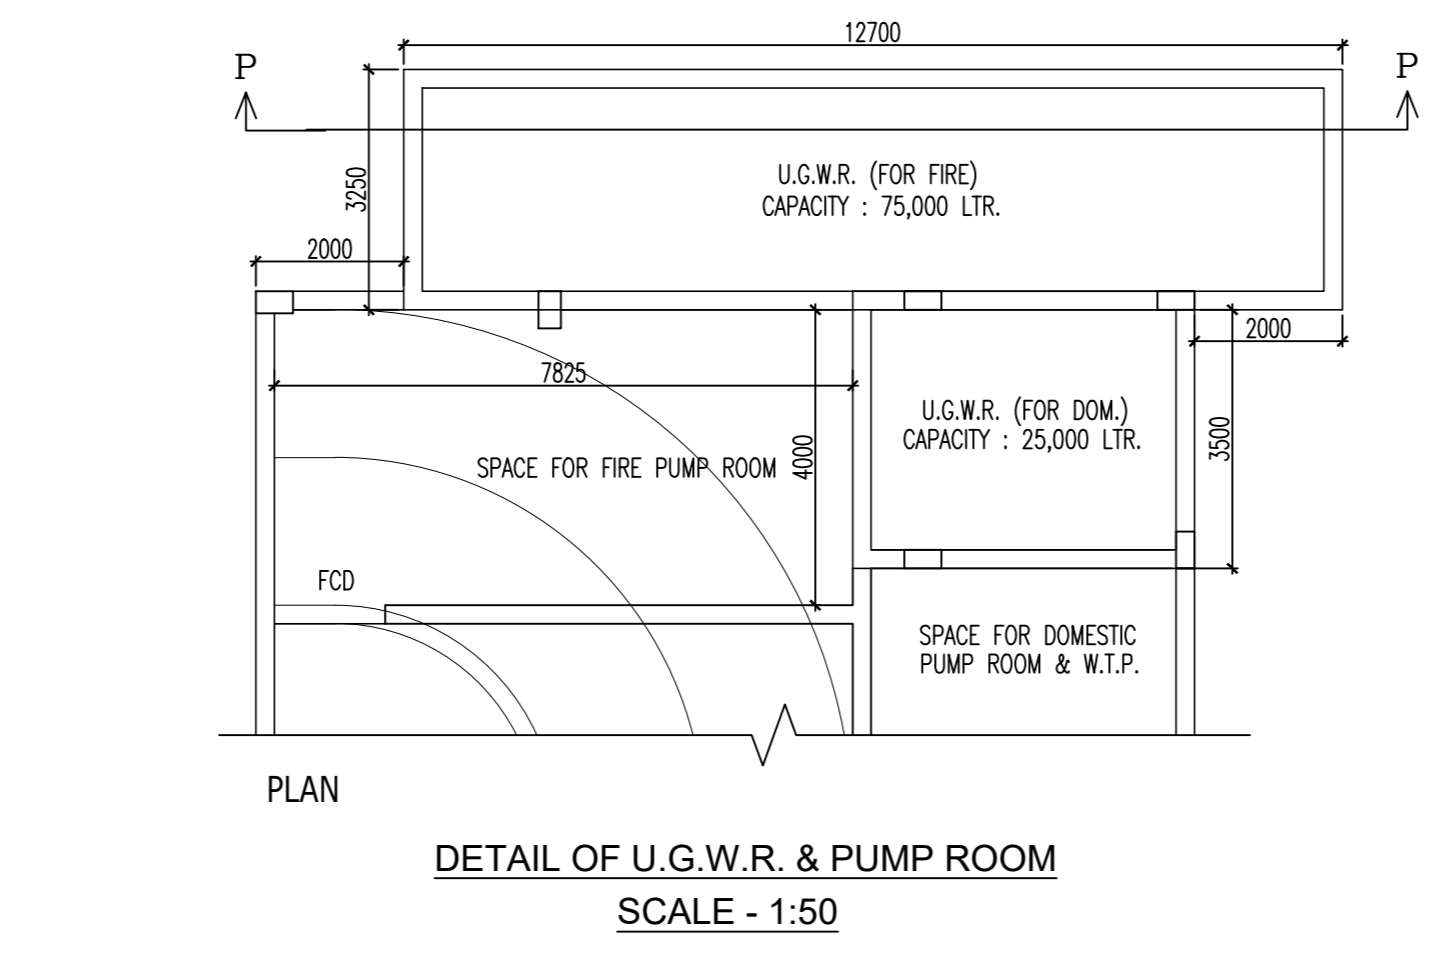 12700
P
P
3250
U.G.W.R. (FOR FIRE)
CAPACITY : 75,000 LTR.
2000
2000
7825
4000
U.G.W.R. (FOR DOM.)
CAPACITY : 25,000 LTR.
3500
SPACE FOR FIRE PUMP ROOM
FCD
SPACE FOR DOMESTIC
PUMP ROOM & W.T.P.
PLAN
DETAIL OF U.G.W.R. & PUMP ROOM
SCALE - 1:50